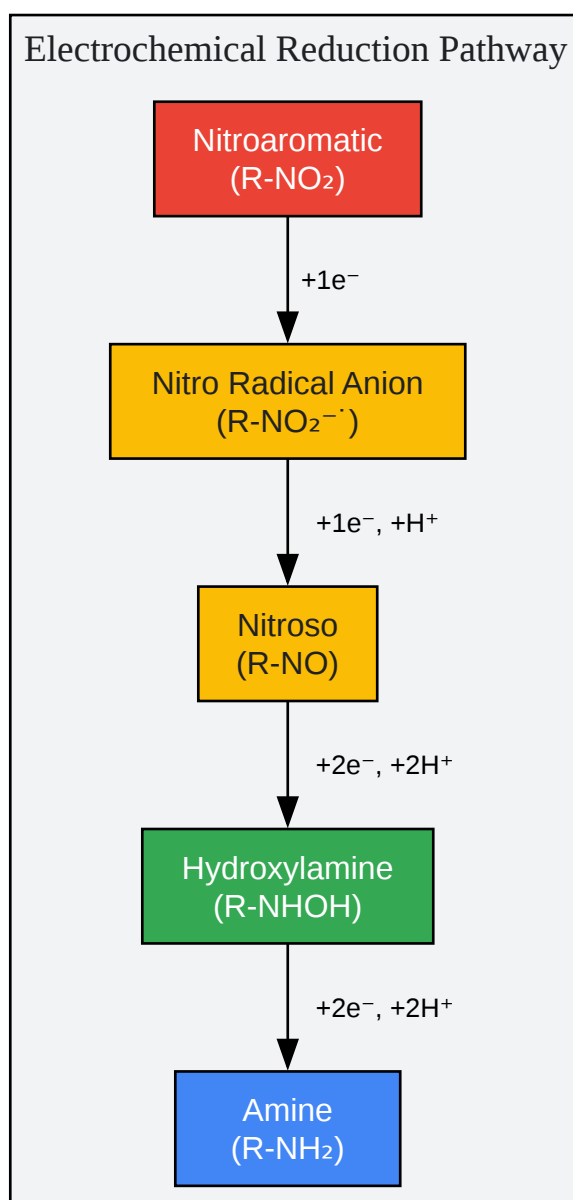 Electrochemical Reduction Pathway
Nitroaromatic
(R-NO₂)
+1e⁻
Nitro Radical Anion
(R-NO₂⁻˙)
+1e⁻, +H⁺
Nitroso
(R-NO)
+2e⁻, +2H⁺
Hydroxylamine
(R-NHOH)
+2e⁻, +2H⁺
Amine
(R-NH₂)